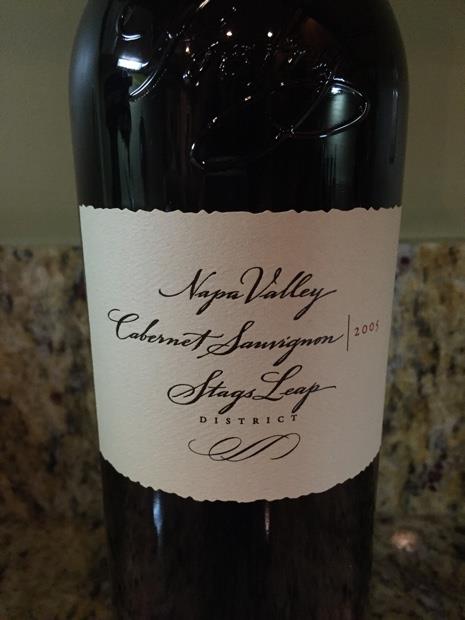 Napa Valley
Cabernet Sauvignon | 2005
Stags Leap
DISTRICT